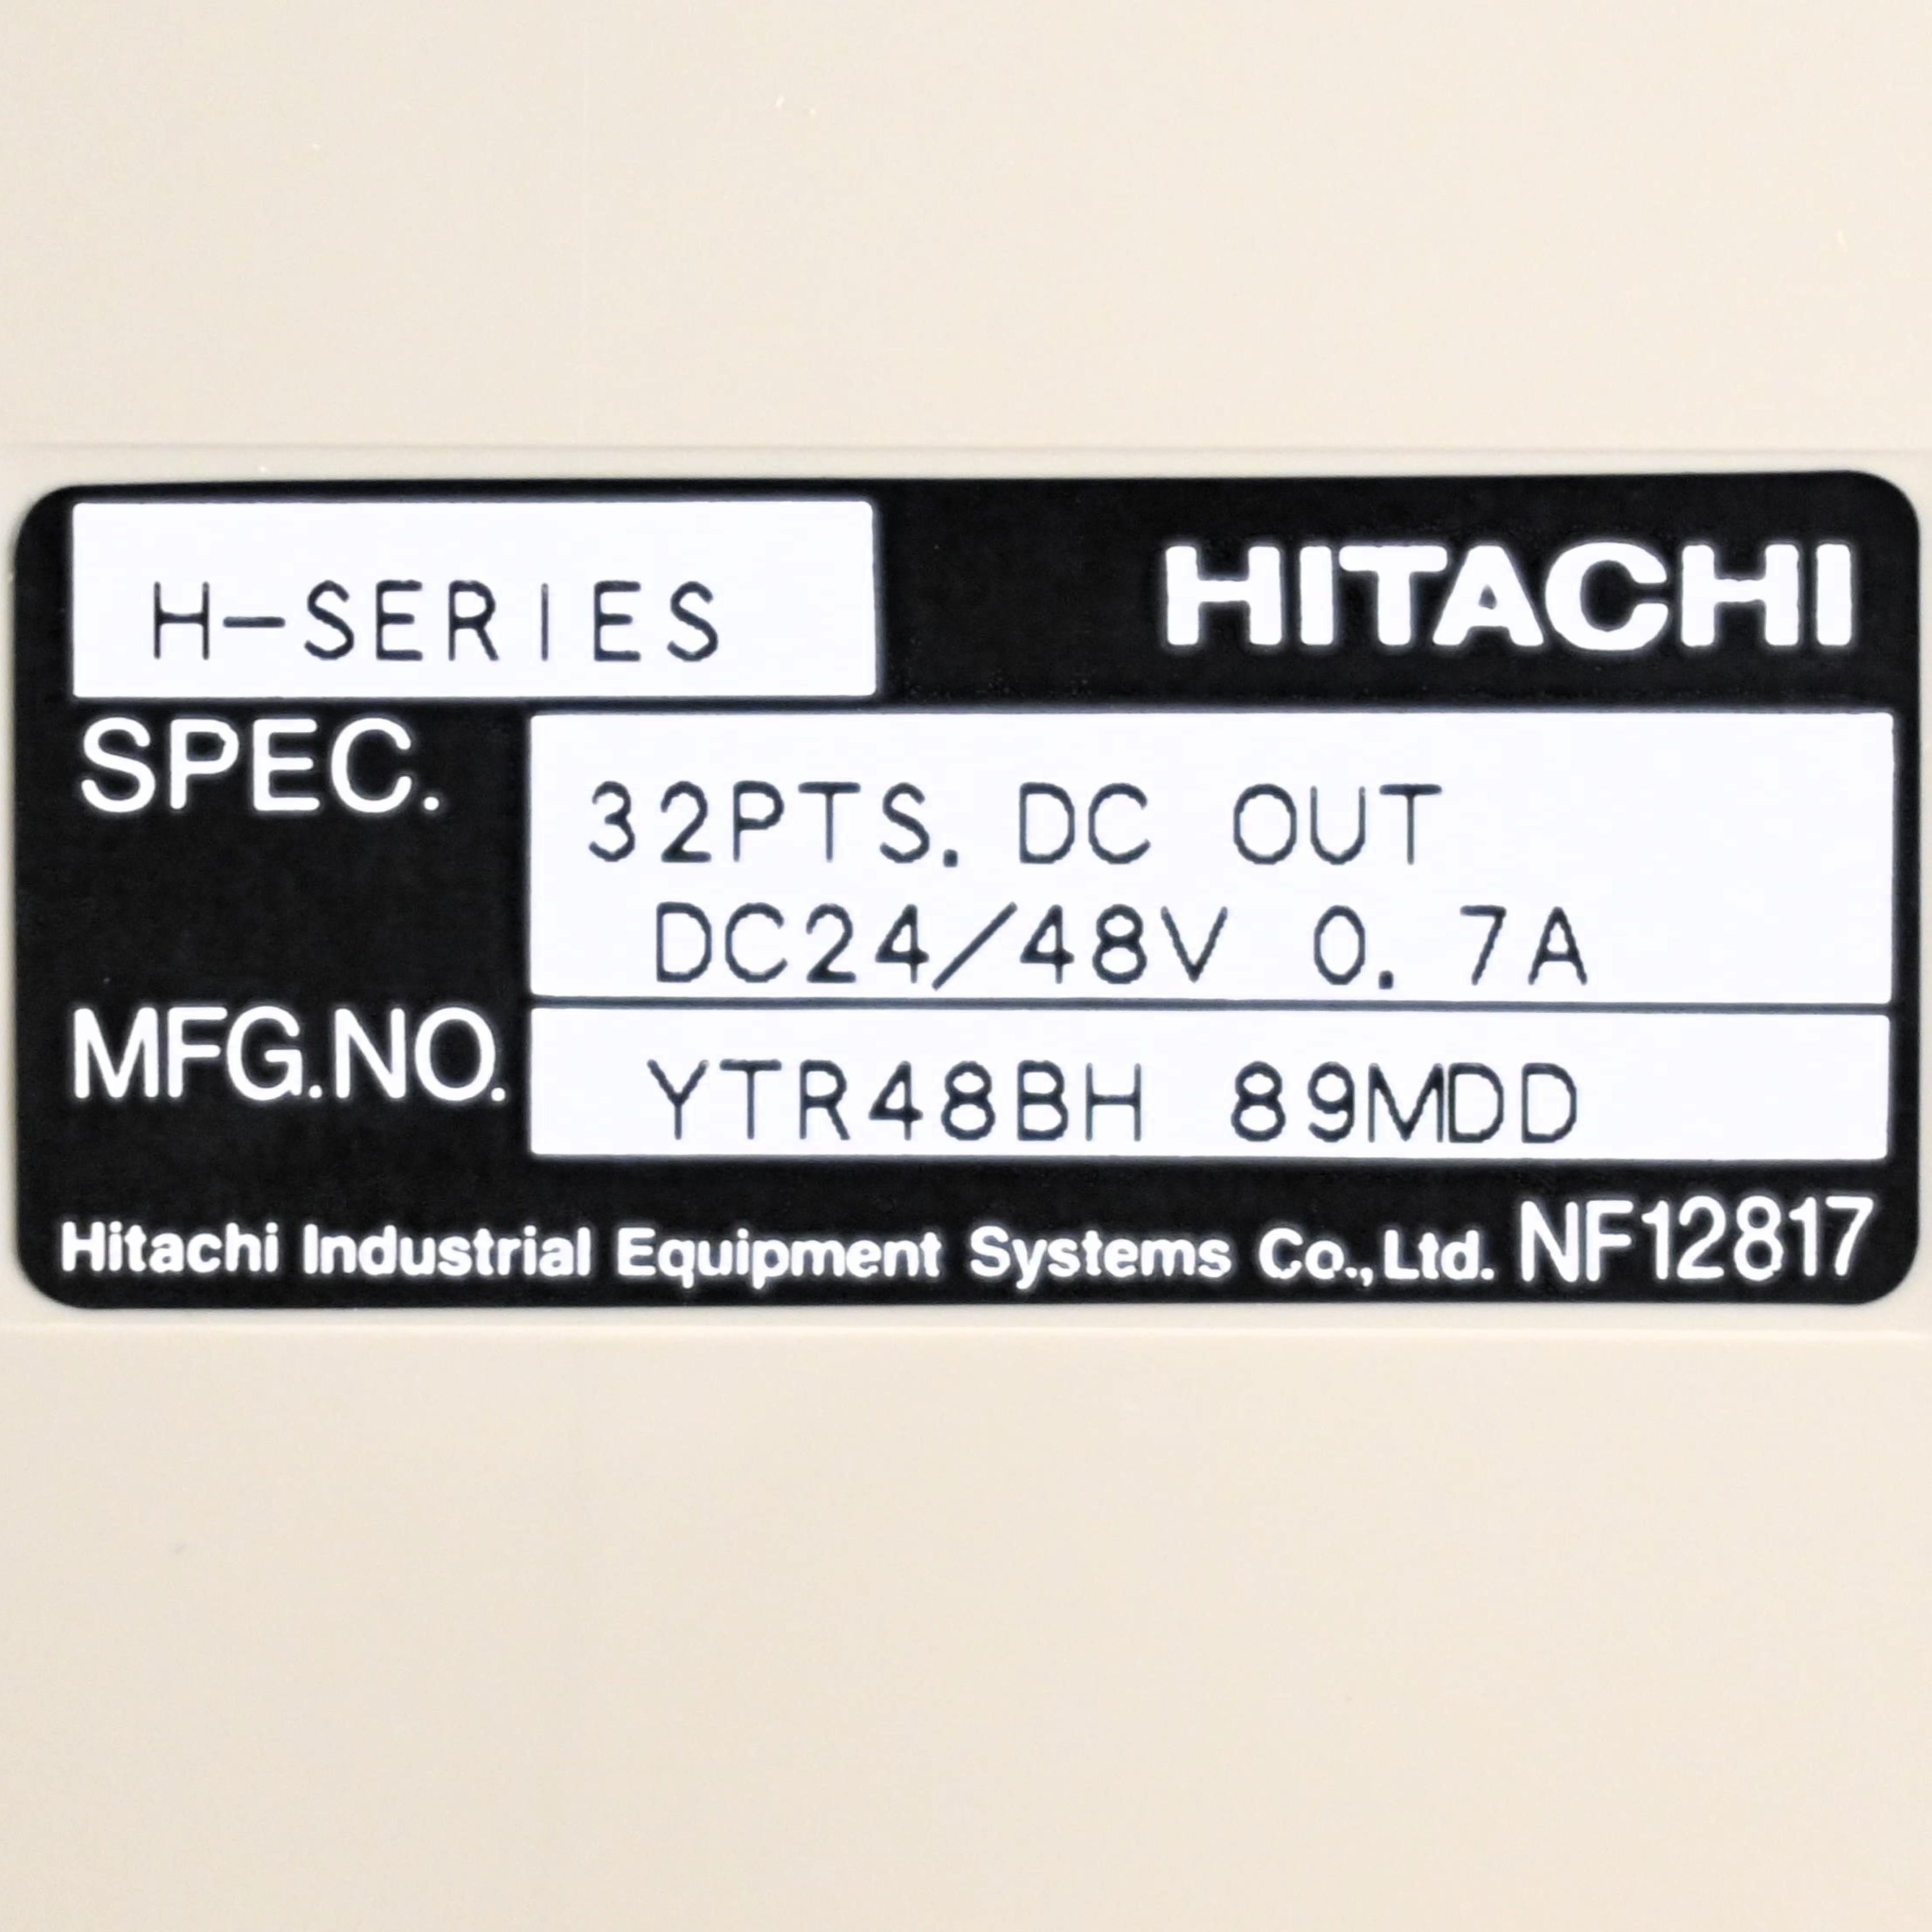 H-SERIES HITACHI
SPEC. 32PTS. DC OUT
DC24/48V 0.7A
MFG.NO. YTR48BH 89MDD
Hitachi Industrial Equipment Systems Co.,Ltd. NF12817